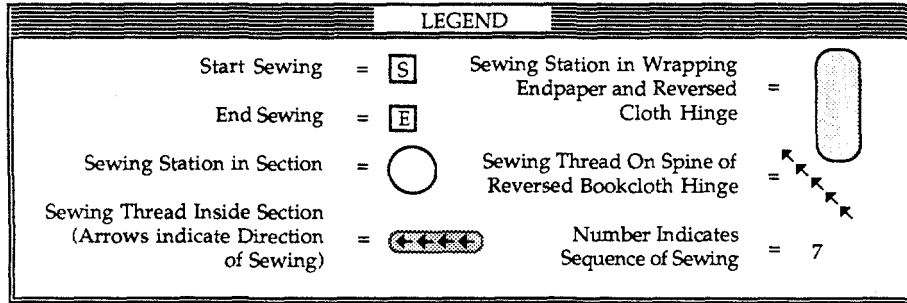 LEGEND
Start Sewing = S
End Sewing = E
Sewing Station in Section =
Sewing Thread Inside Section
(Arrows indicate Direction =
of Sewing)
Sewing Station in Wrapping
Endpaper and Reversed =
Cloth Hinge
Sewing Thread On Spine of
Reversed Bookcloth Hinge =
Number Indicates
Sequence of Sewing = 7